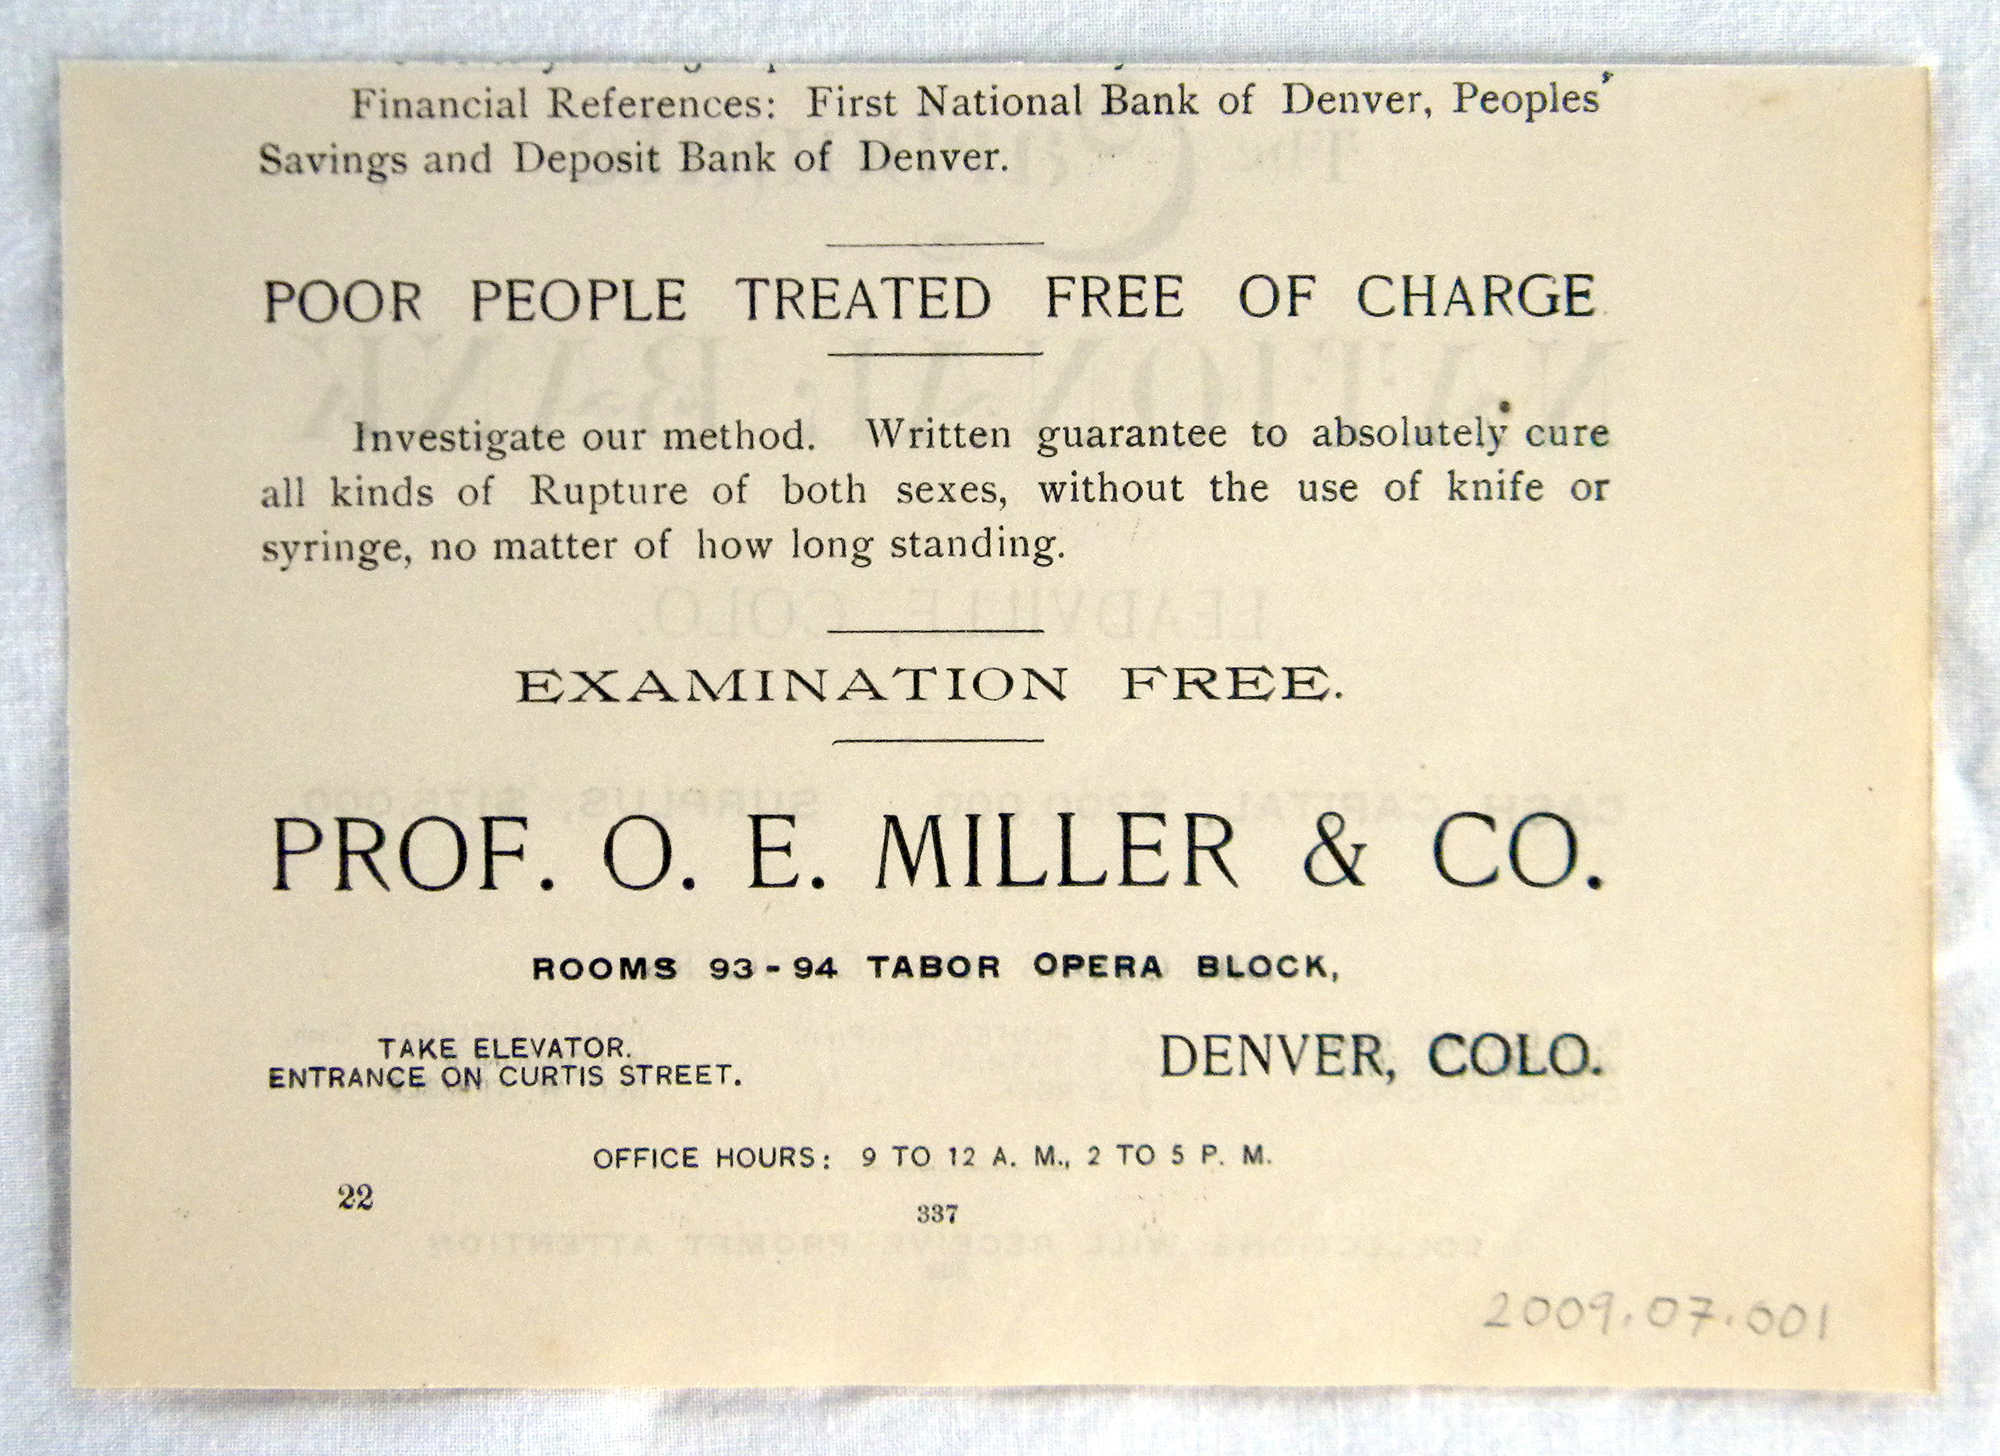 Financial References: First National Bank of Denver, Peoples'
Savings and Deposit Bank of Denver.
POOR PEOPLE TREATED FREE OF CHARGE
Investigate our method. Written guarantee to absolutely cure
all kinds of Rupture of both sexes, without the use of knife or
syringe, no matter of how long standing.
EXAMINATION FREE.
PROF. O. E. MILLER & CO.
ROOMS 93-94 TABOR OPERA BLOCK,
TAKE ELEVATOR.
ENTRANCE ON CURTIS STREET.
DENVER, COLO.
OFFICE HOURS: 9 TO 12 A. M., 2 TO 5 P. M.
22
337
2009.07.001